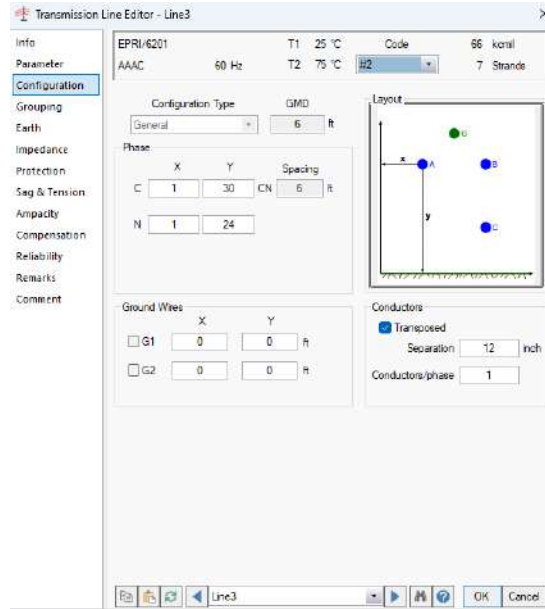 Transmission Line Editor - Line3
Info
Parameter
Configuration
Grouping
Earth
Impedance
Protection
Sag & Tension
Ampacity
Compensation
Reliability
Remarks
Comment
EPRI/6201 T1 25 °C Code 66 kcmil
AAAC 60 Hz T2 75 °C #2 7 Strands
Configuration Type GMD
General 6 ft
Phase
X Y Spacing
C 1 30 CN 6 ft
N 1 24
Layout
G
x A B
y
C
Ground Wires
X Y
G1 0 0 ft
G2 0 0 ft
Conductors
Transposed
Separation 12 inch
Conductors/phase 1
Line3 OK Cancel